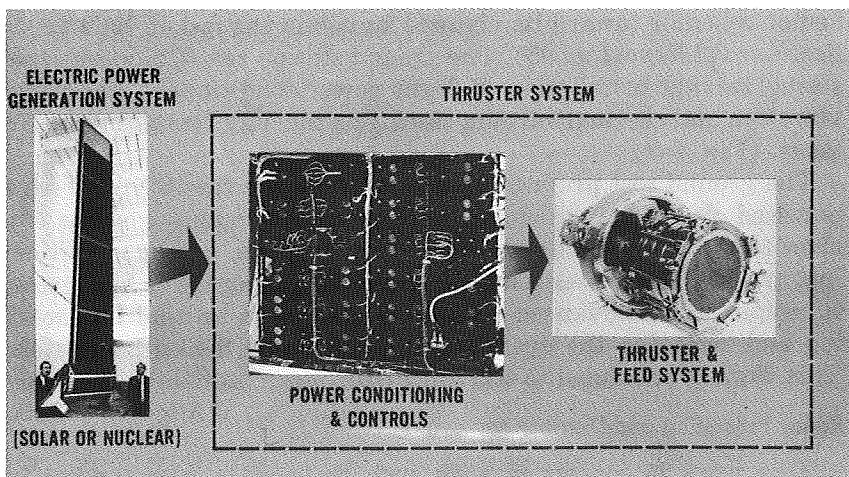 ELECTRIC POWER
GENERATION SYSTEM
THRUSTER SYSTEM
(SOLAR OR NUCLEAR)
POWER CONDITIONING
& CONTROLS
THRUSTER &
FEED SYSTEM